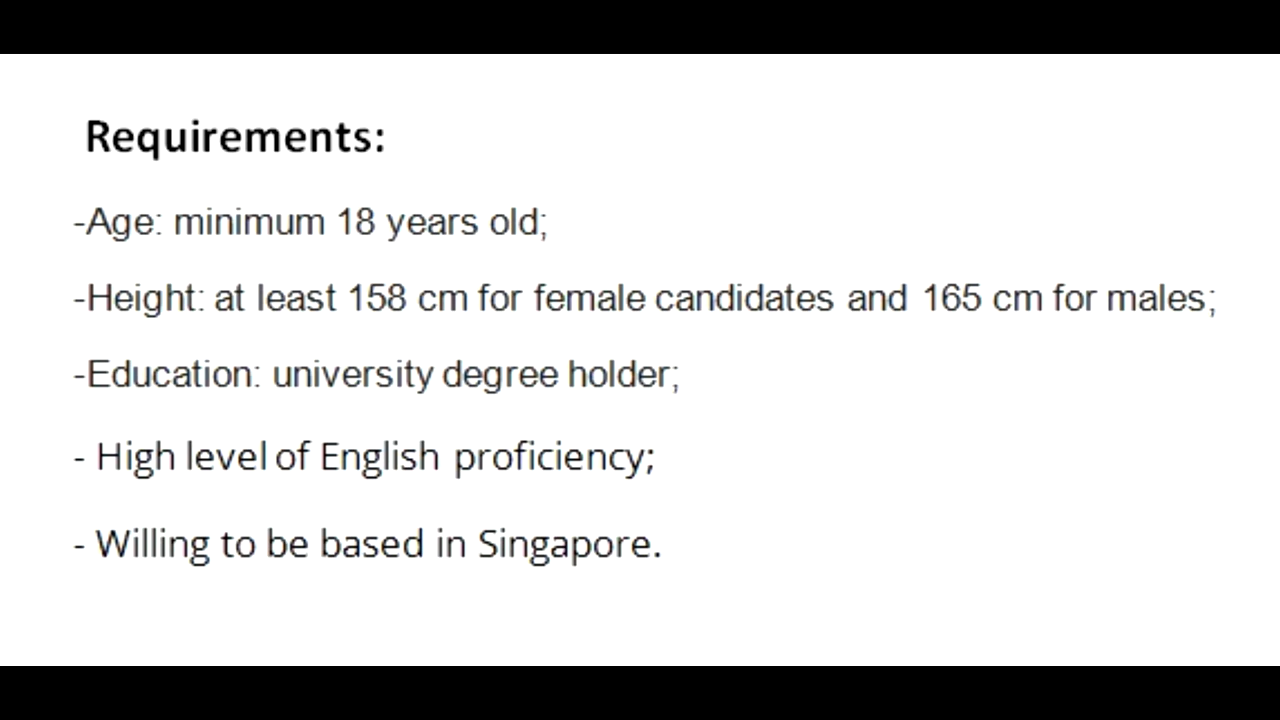 Requirements:
-Age: minimum 18 years old;
-Height: at least 158 cm for female candidates and 165 cm for males;
-Education: university degree holder;
- High level of English proficiency;
- Willing to be based in Singapore.